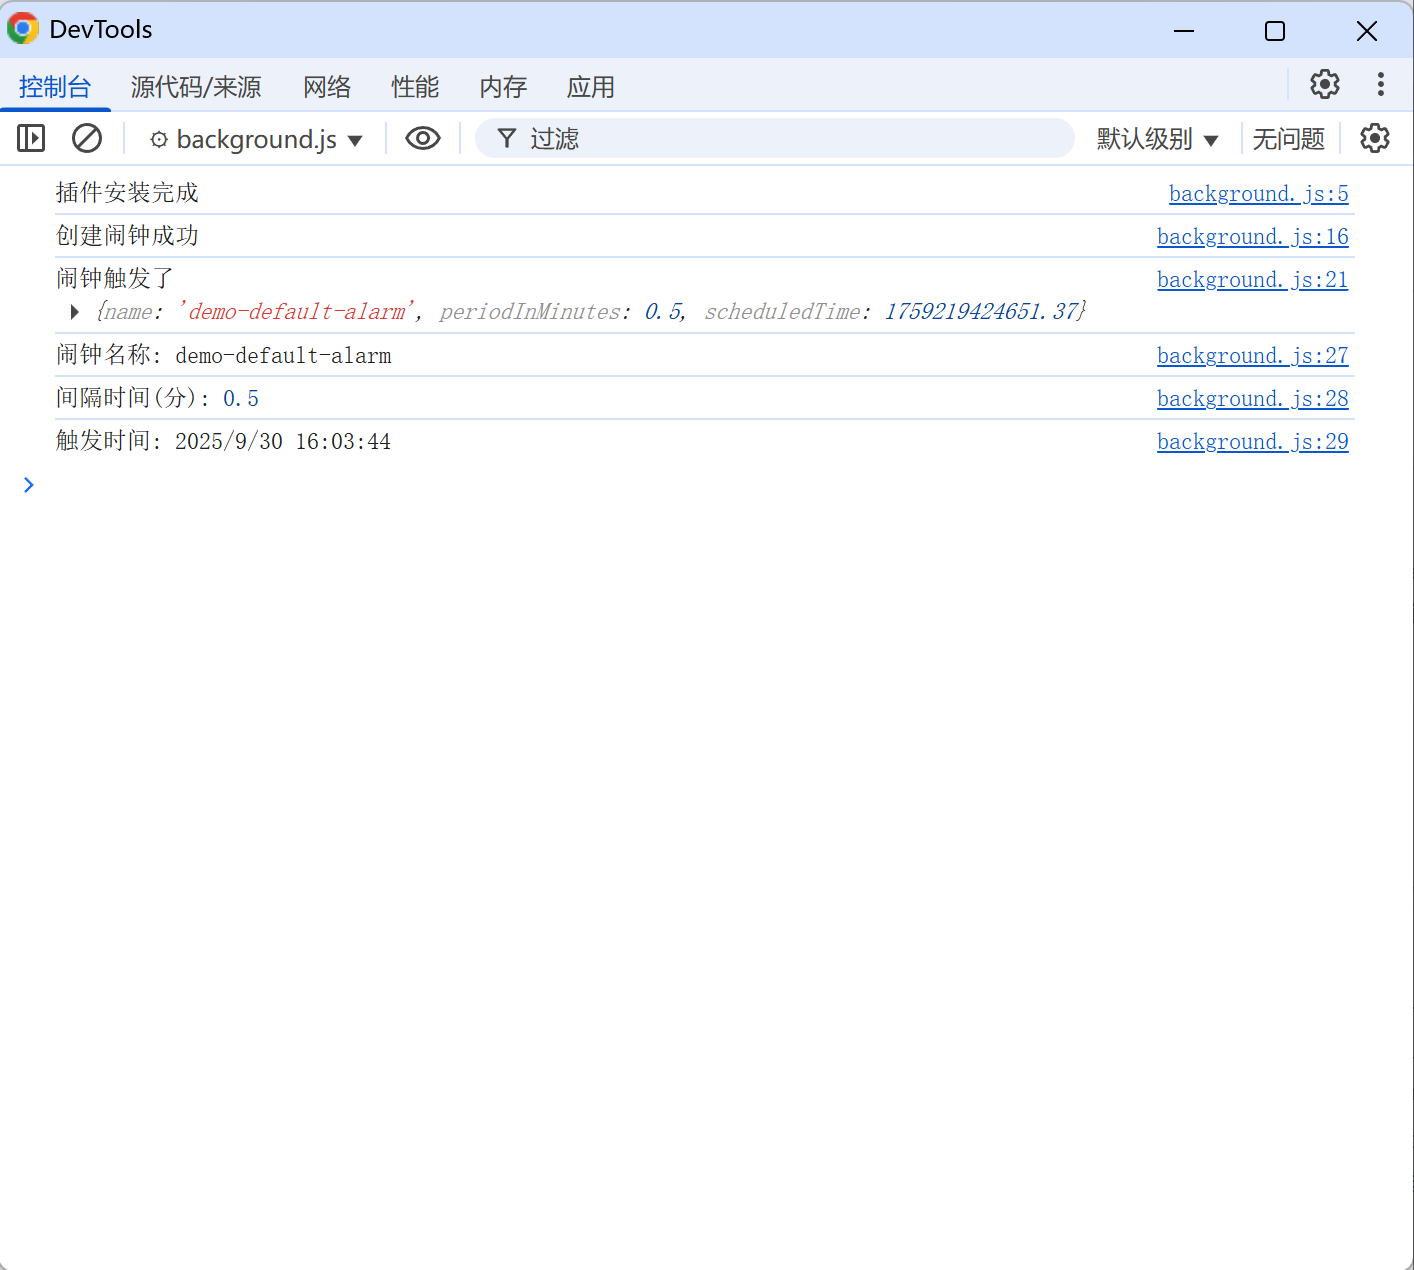 DevTools
控制台 源代码/来源 网络 性能 内存 应用
background.js 过滤 默认级别 无问题
插件安装完成 background.js:5
创建闹钟成功 background.js:16
闹钟触发了 background.js:21
{name: 'demo-default-alarm', periodInMinutes: 0.5, scheduledTime: 1759219424651.37}
闹钟名称: demo-default-alarm background.js:27
间隔时间(分): 0.5 background.js:28
触发时间: 2025/9/30 16:03:44 background.js:29